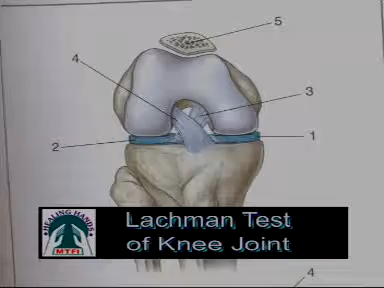 5
4
3
1
2
HEALING HANDS
MTFI
Lachman Test
of Knee Joint
4